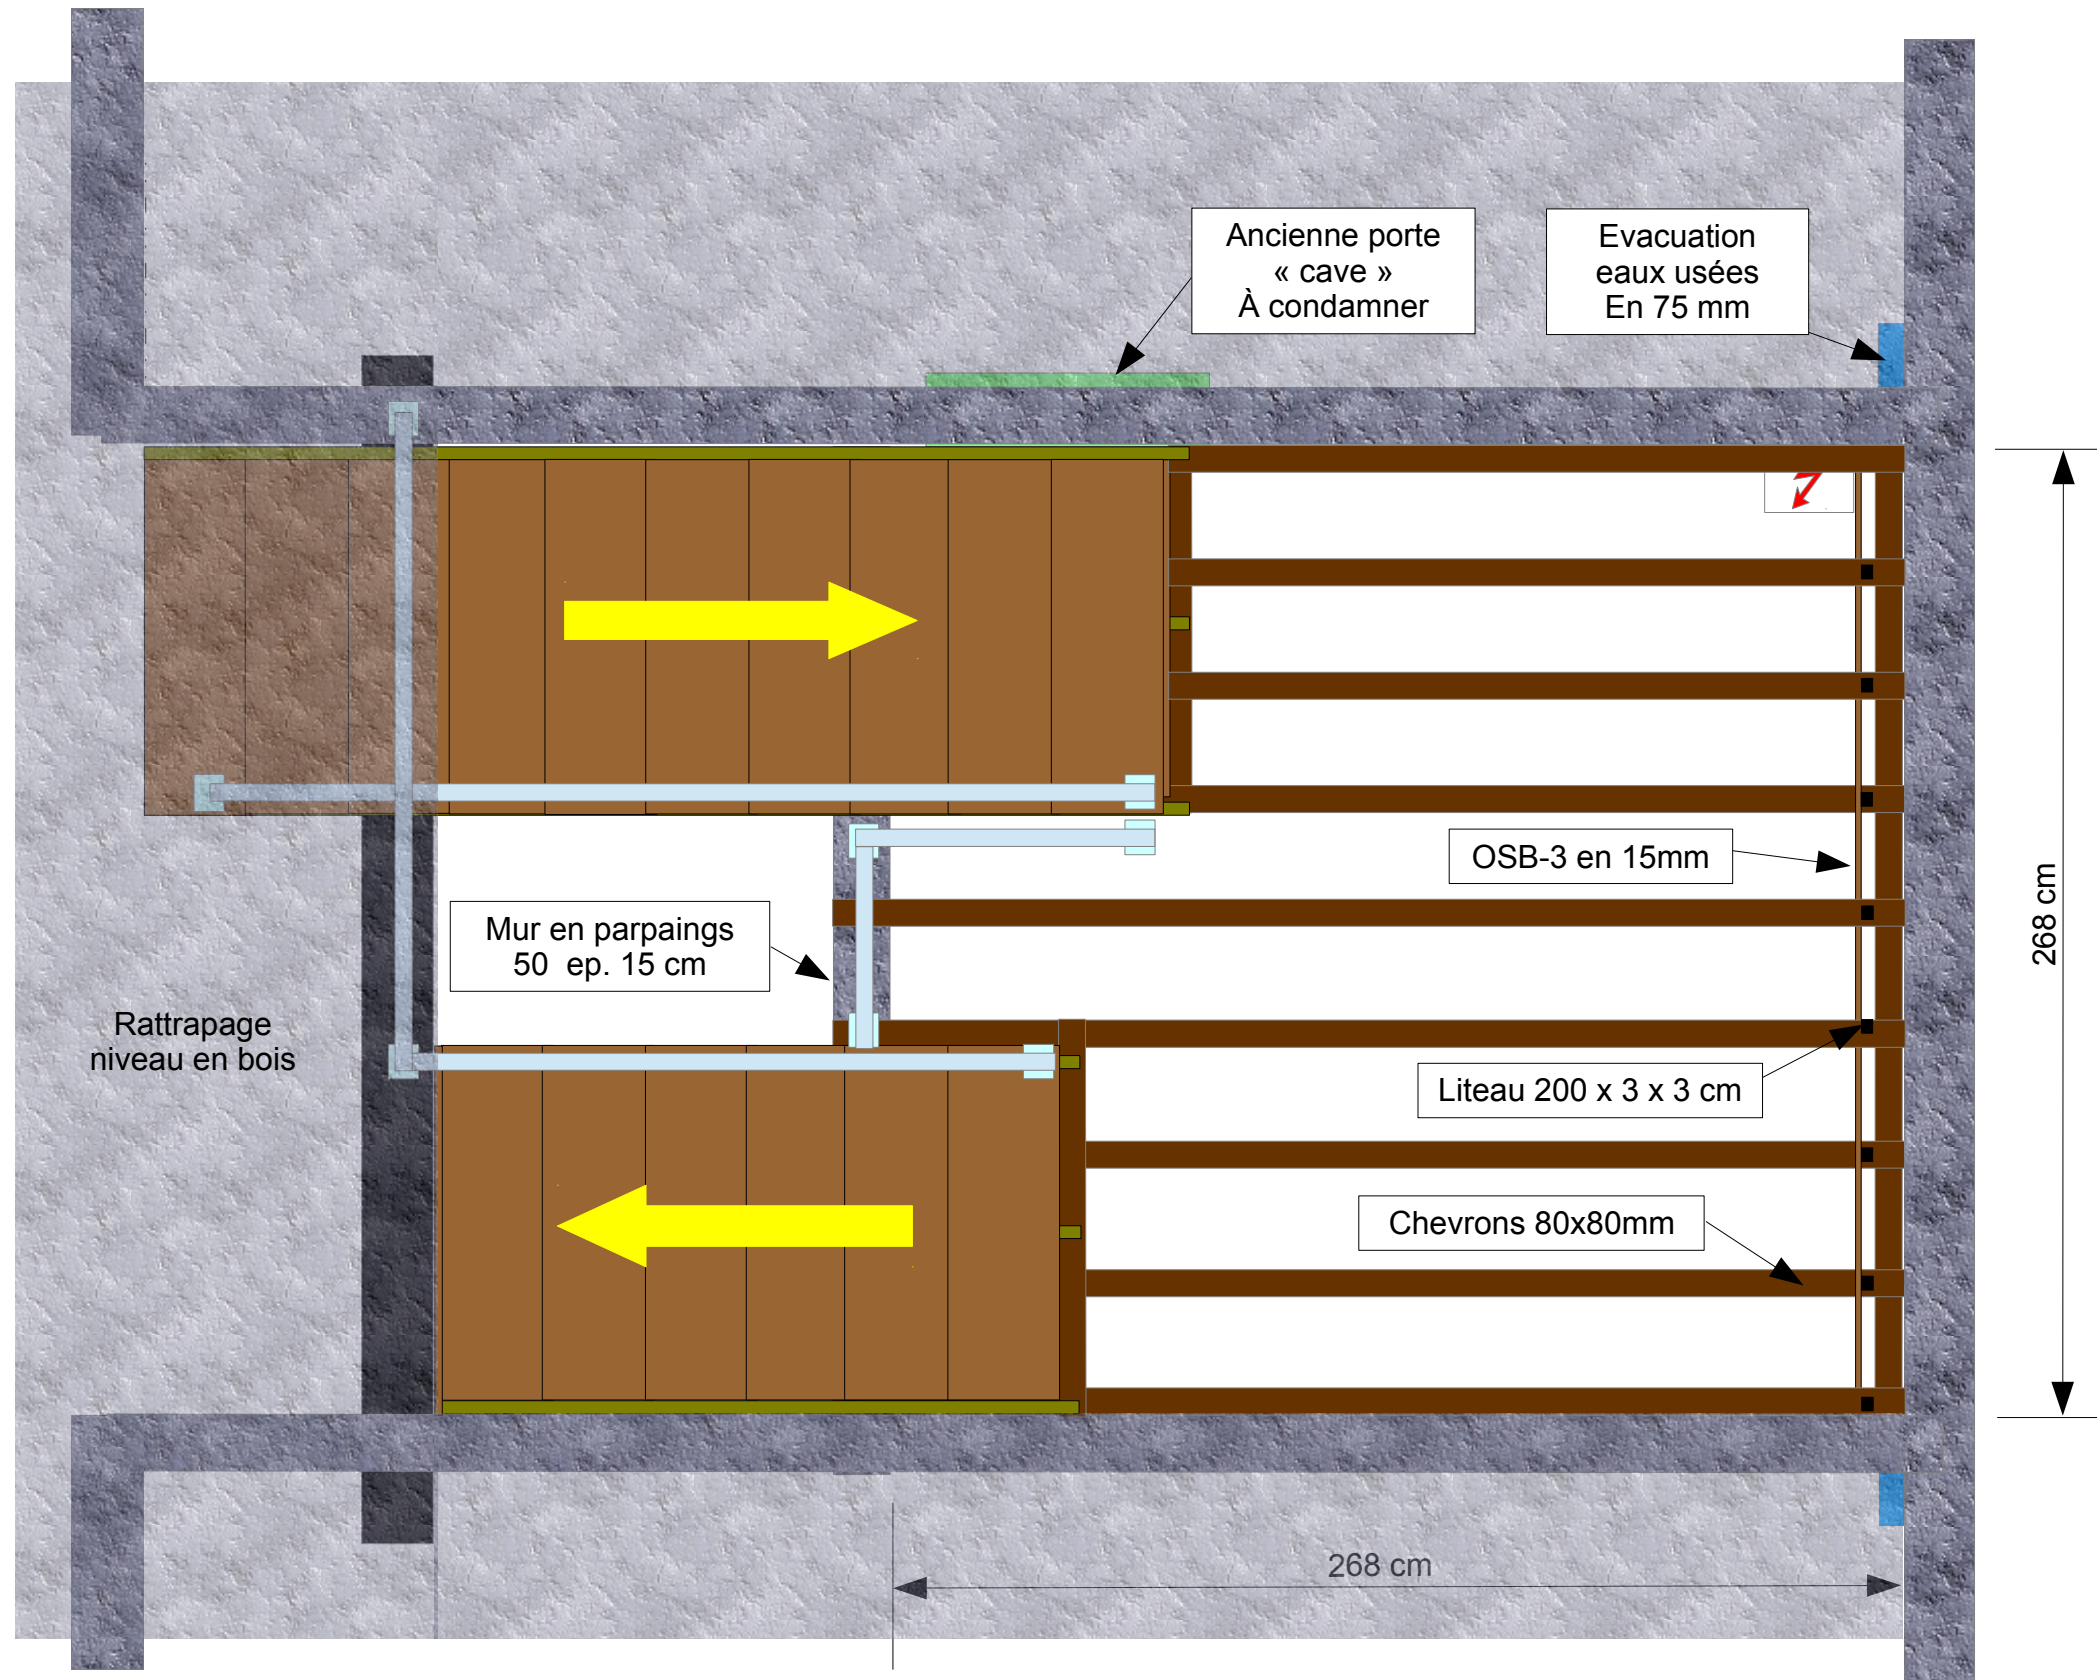 Ancienne porte
« cave »
À condamner
Evacuation
eaux usées
En 75 mm
OSB-3 en 15mm
268 cm
Mur en parpaings
50  ep. 15 cm
Rattrapage
niveau en bois
Liteau 200 x 3 x 3 cm
Chevrons 80x80mm
268 cm